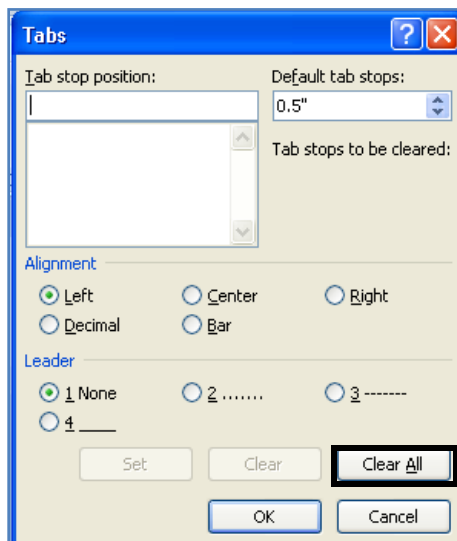 Tabs ?
Tab stop position: Default tab stops:
0.5"
Tab stops to be cleared:
Alignment
Left Center Right
Decimal Bar
Leader
1 None 2 ....... 3 -------
4 ____
Set Clear Clear All
OK Cancel